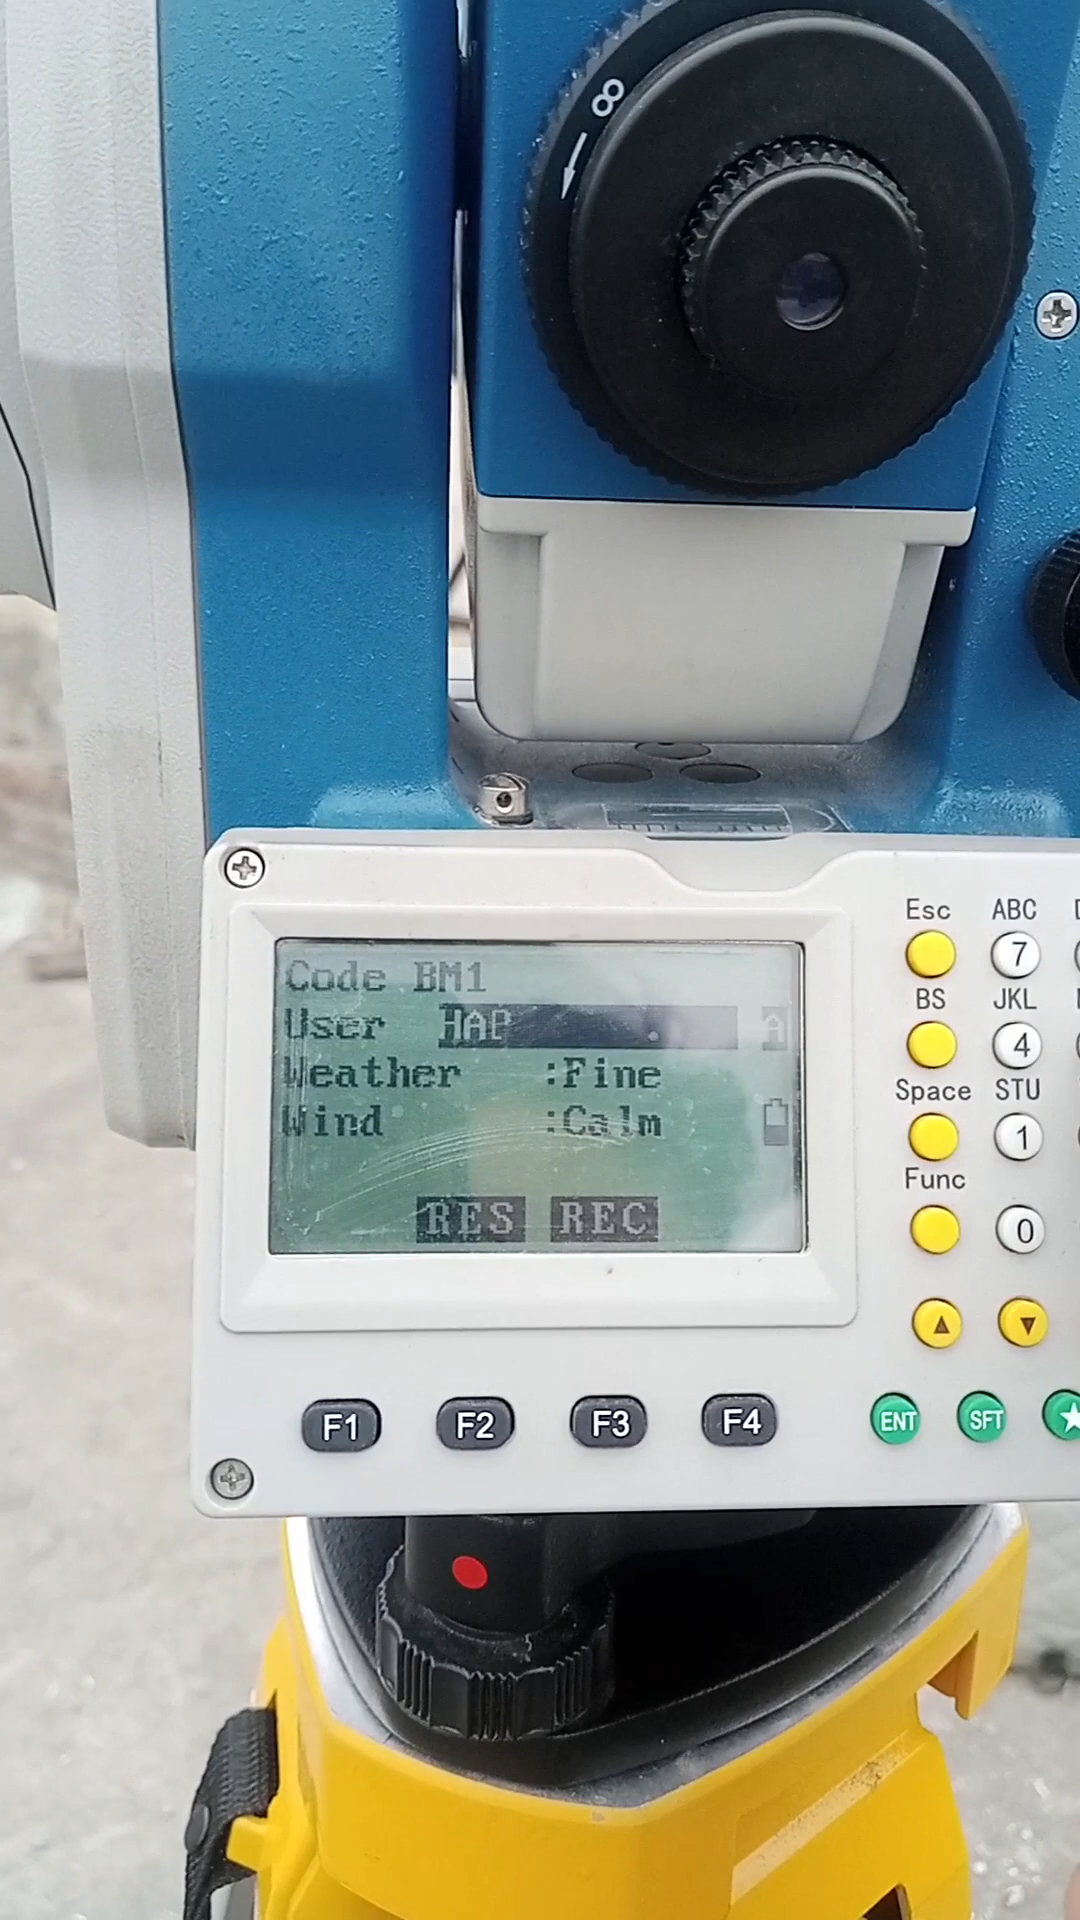 ∞
Code BM1
User HAP A
Weather :Fine
Wind :Calm
RES REC
Esc ABC
7
BS JKL
4
Space STU
1
Func
0
▲ ▼
F1 F2 F3 F4 ENT SFT ★